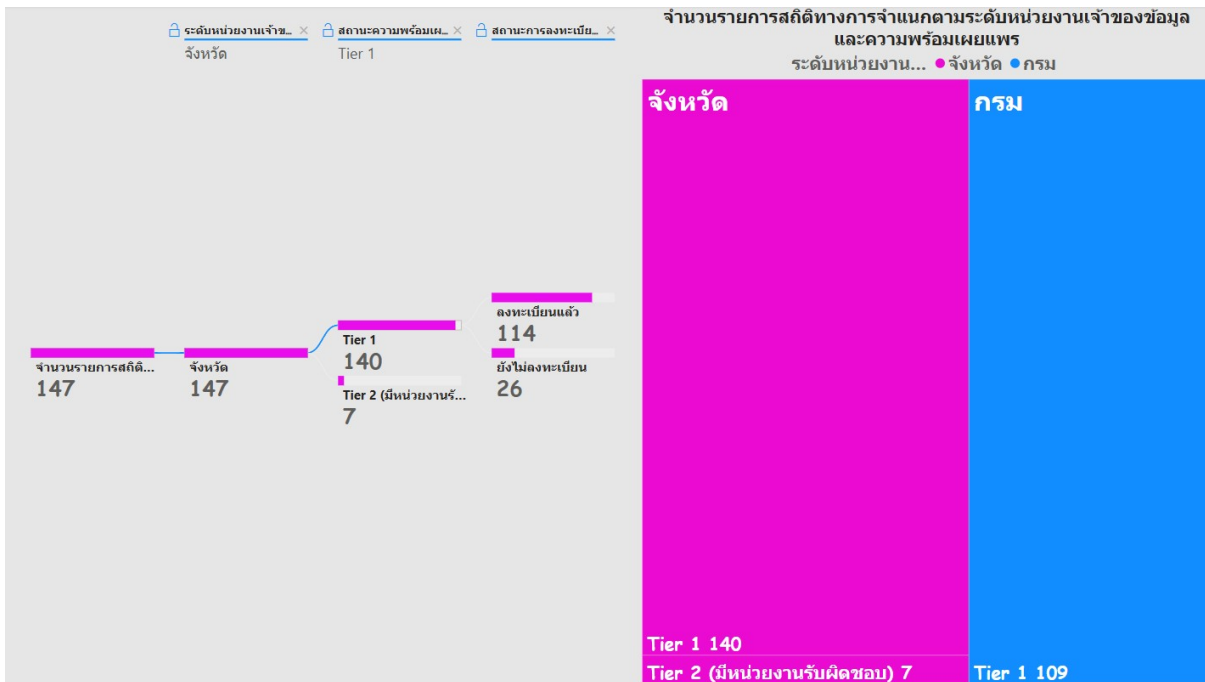 ระดับหน่วยงานเจ้าข...
สถานะความพร้อมเผ...
สถานะการลงทะเบีย...
จังหวัด
Tier 1
จำนวนรายการสถิติ...
147
จังหวัด
147
Tier 1
140
Tier 2 (มีหน่วยงานรั...
7
ลงทะเบียนแล้ว
114
ยังไม่ลงทะเบียน
26
จำนวนรายการสถิติทางการจำแนกตามระดับหน่วยงานเจ้าของข้อมูล
และความพร้อมเผยแพร
ระดับหน่วยงาน... จังหวัด กรม
จังหวัด
Tier 1 140
Tier 2 (มีหน่วยงานรับผิดชอบ) 7
กรม
Tier 1 109